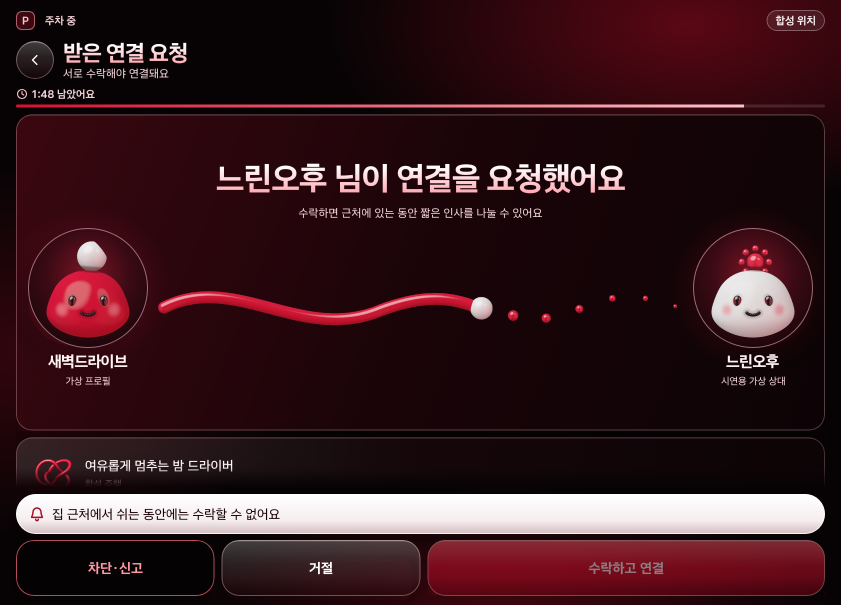 P 주차 중
합성 위치
받은 연결 요청
서로 수락해야 연결돼요
1:48 남았어요
느린오후 님이 연결을 요청했어요
수락하면 근처에 있는 동안 짧은 인사를 나눌 수 있어요
새벽드라이브
가상 프로필
느린오후
시연용 가상 상대
여유롭게 멈추는 밤 드라이버
집 근처에서 쉬는 동안에는 수락할 수 없어요
차단·신고
거절
수락하고 연결